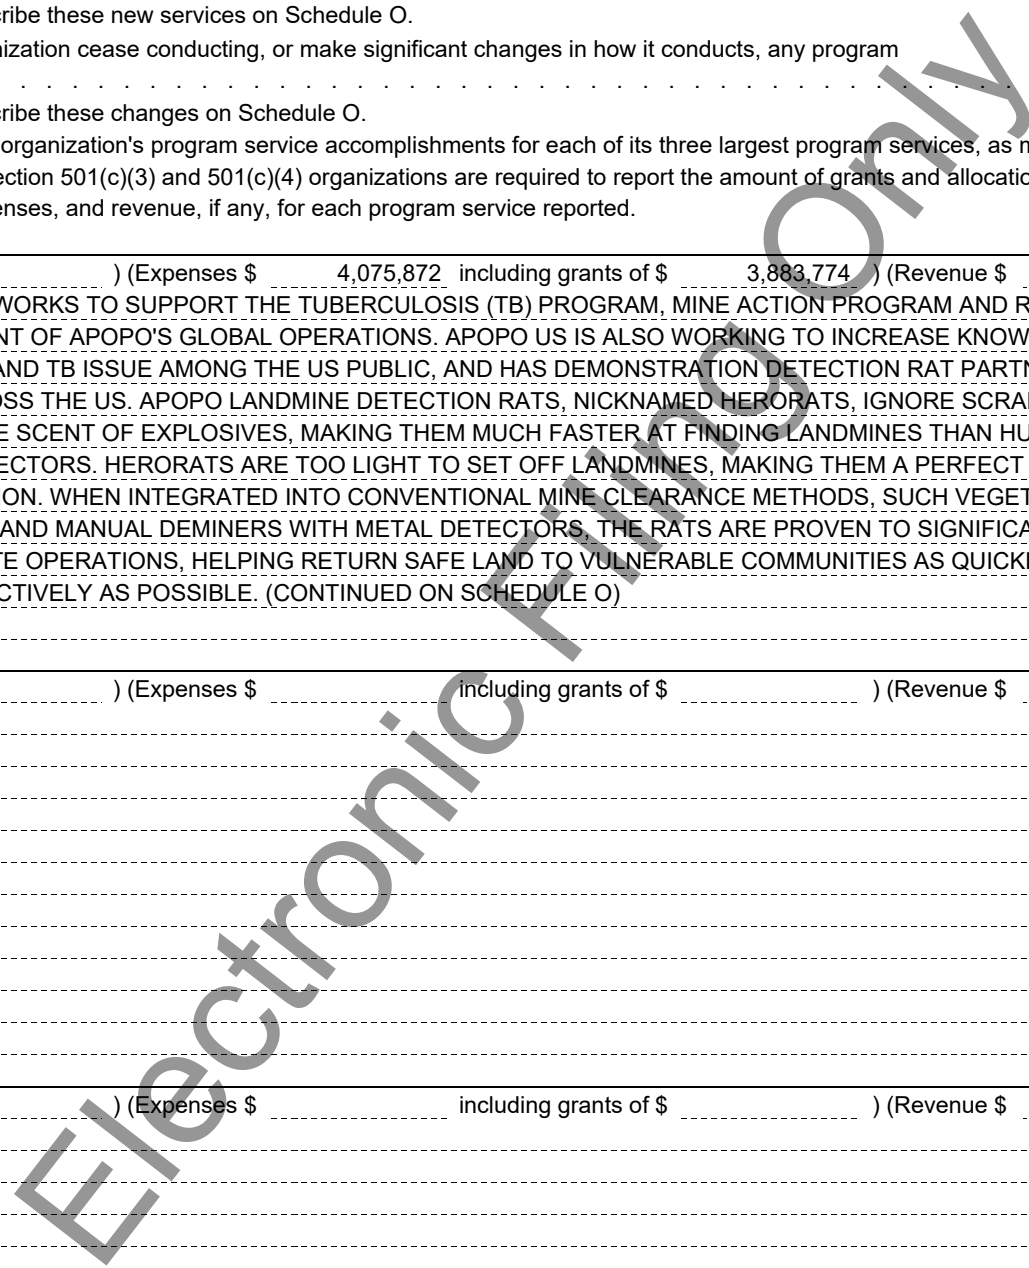 cribe these new services on Schedule O.
nization cease conducting, or make significant changes in how it conducts, any program
. . . . . . . . . . . . . . . . . . . . . . . . . . . . . . . . . . . . . . .
cribe these changes on Schedule O.
organization's program service accomplishments for each of its three largest program services, as m
ection 501(c)(3) and 501(c)(4) organizations are required to report the amount of grants and allocatio
enses, and revenue, if any, for each program service reported.
) (Expenses $ 4,075,872 including grants of $ 3,883,774 ) (Revenue $
WORKS TO SUPPORT THE TUBERCULOSIS (TB) PROGRAM, MINE ACTION PROGRAM AND R
NT OF APOPO'S GLOBAL OPERATIONS. APOPO US IS ALSO WORKING TO INCREASE KNOW
AND TB ISSUE AMONG THE US PUBLIC, AND HAS DEMONSTRATION DETECTION RAT PARTN
OSS THE US. APOPO LANDMINE DETECTION RATS, NICKNAMED HERORATS, IGNORE SCRA
E SCENT OF EXPLOSIVES, MAKING THEM MUCH FASTER AT FINDING LANDMINES THAN HU
ECTORS. HERORATS ARE TOO LIGHT TO SET OFF LANDMINES, MAKING THEM A PERFECT
ION. WHEN INTEGRATED INTO CONVENTIONAL MINE CLEARANCE METHODS, SUCH VEGET
AND MANUAL DEMINERS WITH METAL DETECTORS, THE RATS ARE PROVEN TO SIGNIFICA
TE OPERATIONS, HELPING RETURN SAFE LAND TO VULNERABLE COMMUNITIES AS QUICK
CTIVELY AS POSSIBLE. (CONTINUED ON SCHEDULE O)
) (Expenses $ including grants of $ ) (Revenue $
) (Expenses $ including grants of $ ) (Revenue $
Electronic Filing Only